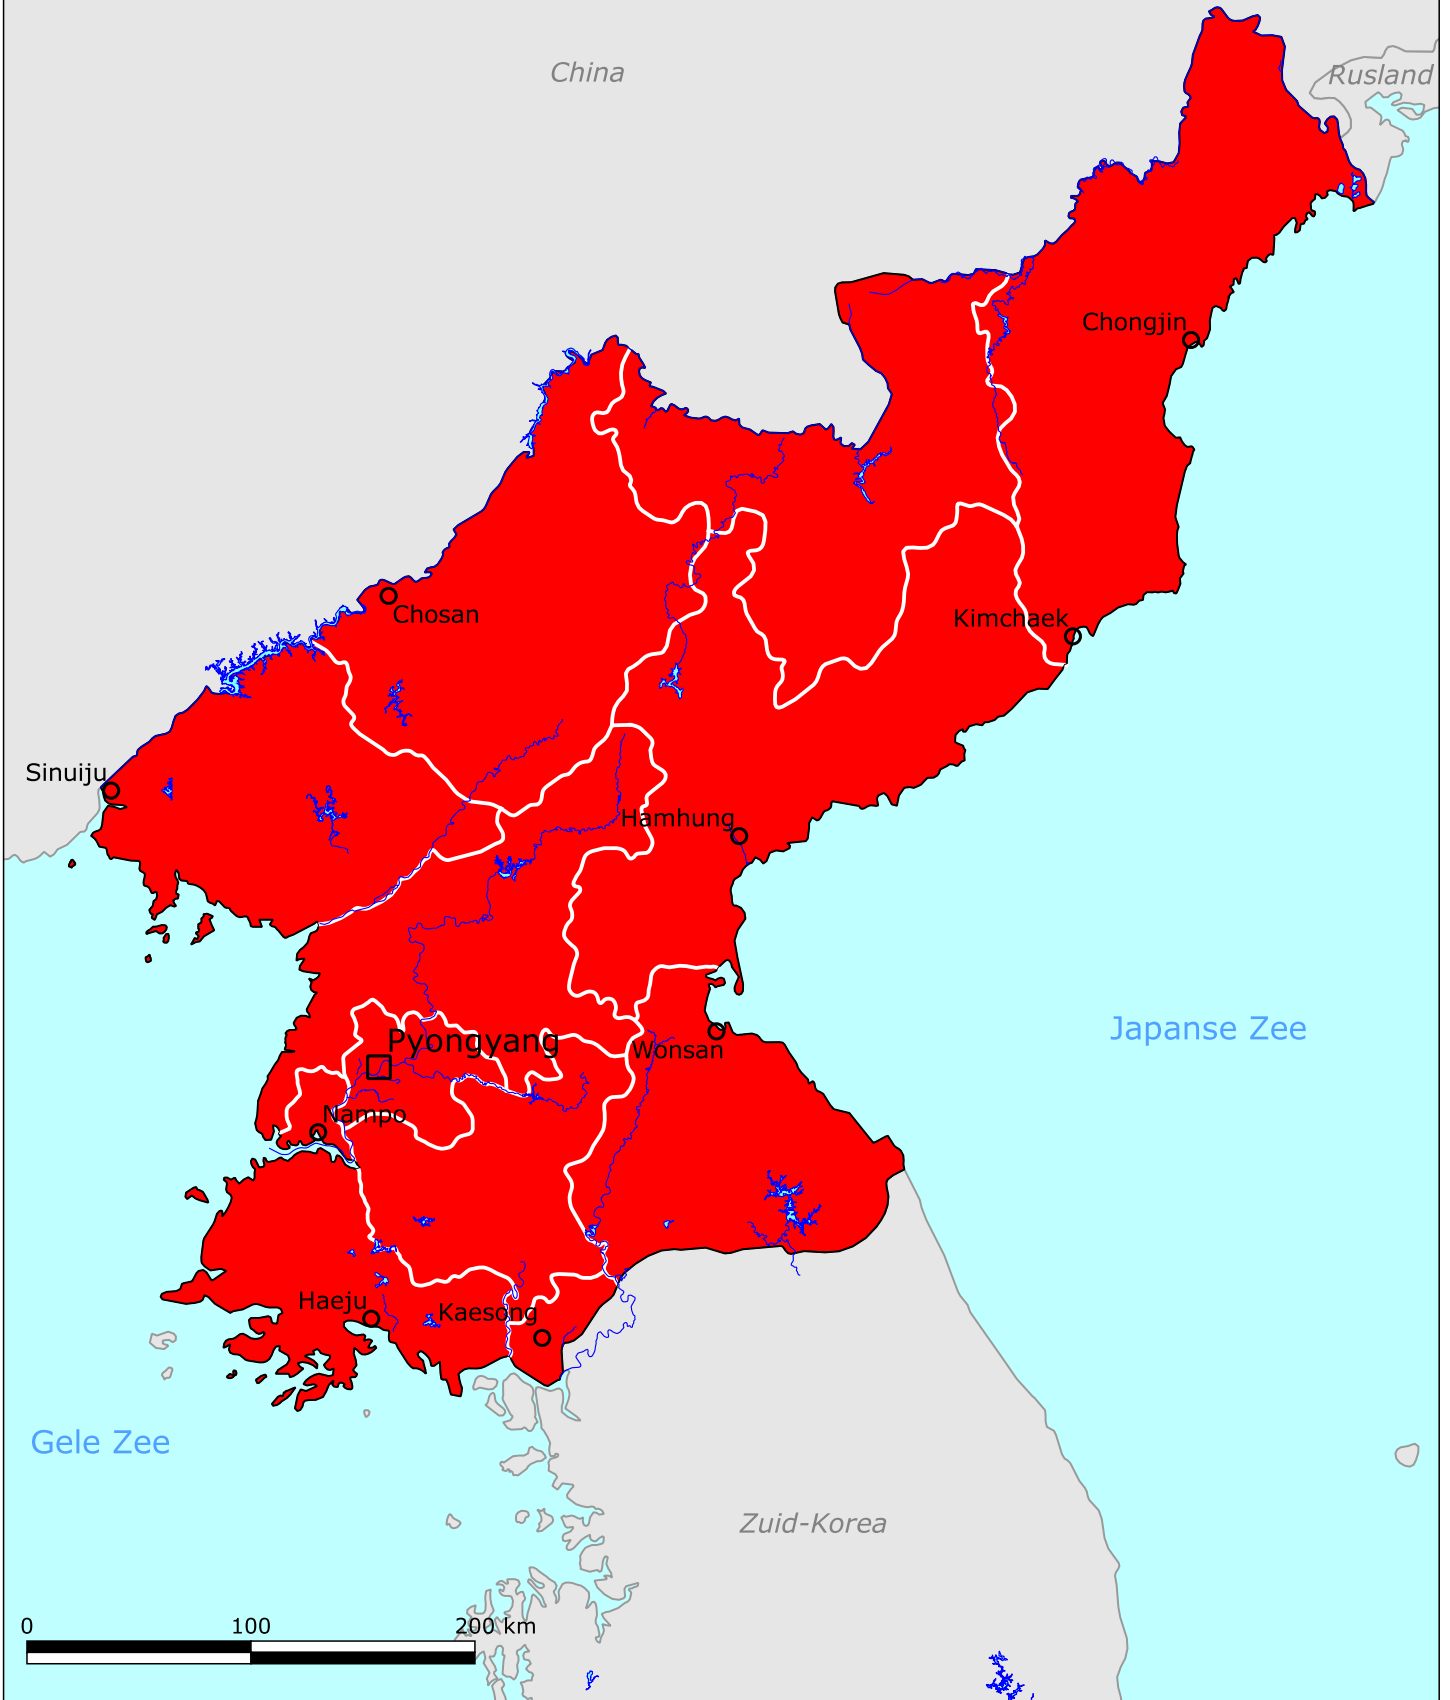 China
Rusland
Chongjin
Chosan
Kimchaek
Sinuiju
Hamhung
Japanse Zee
Pyongyang
Wonsan
Nampo
Haeju
Kaesong
Gele Zee
Zuid-Korea
0 100 200 km